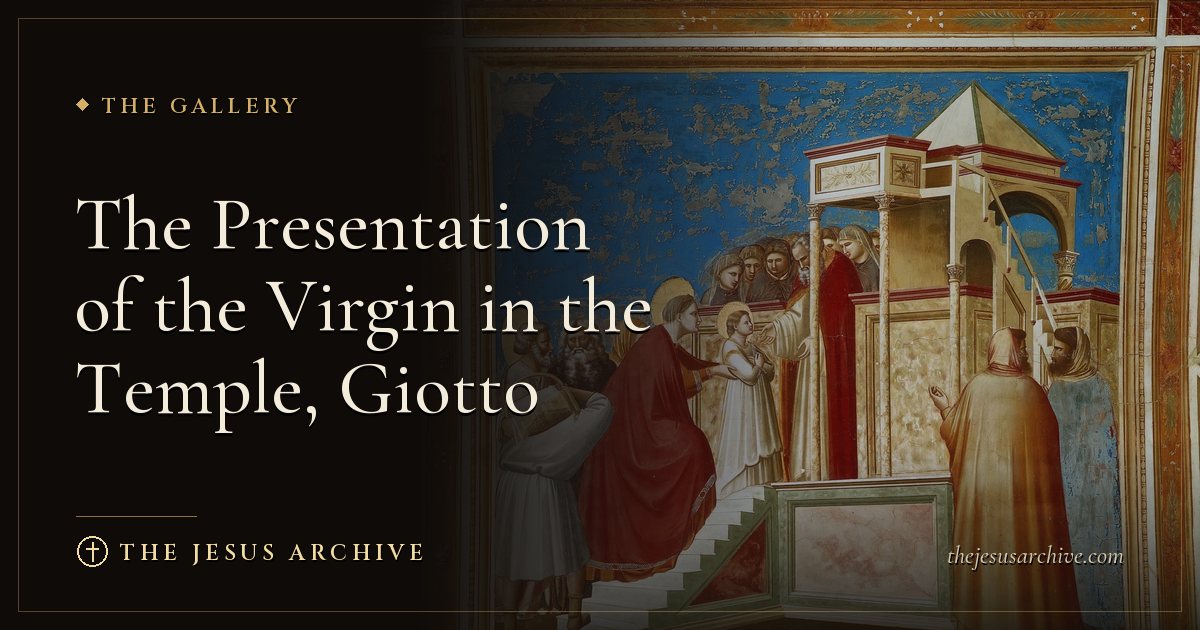 THE GALLERY
The Presentation
of the Virgin in the
Temple, Giotto
THE JESUS ARCHIVE
thejesusarchive.com